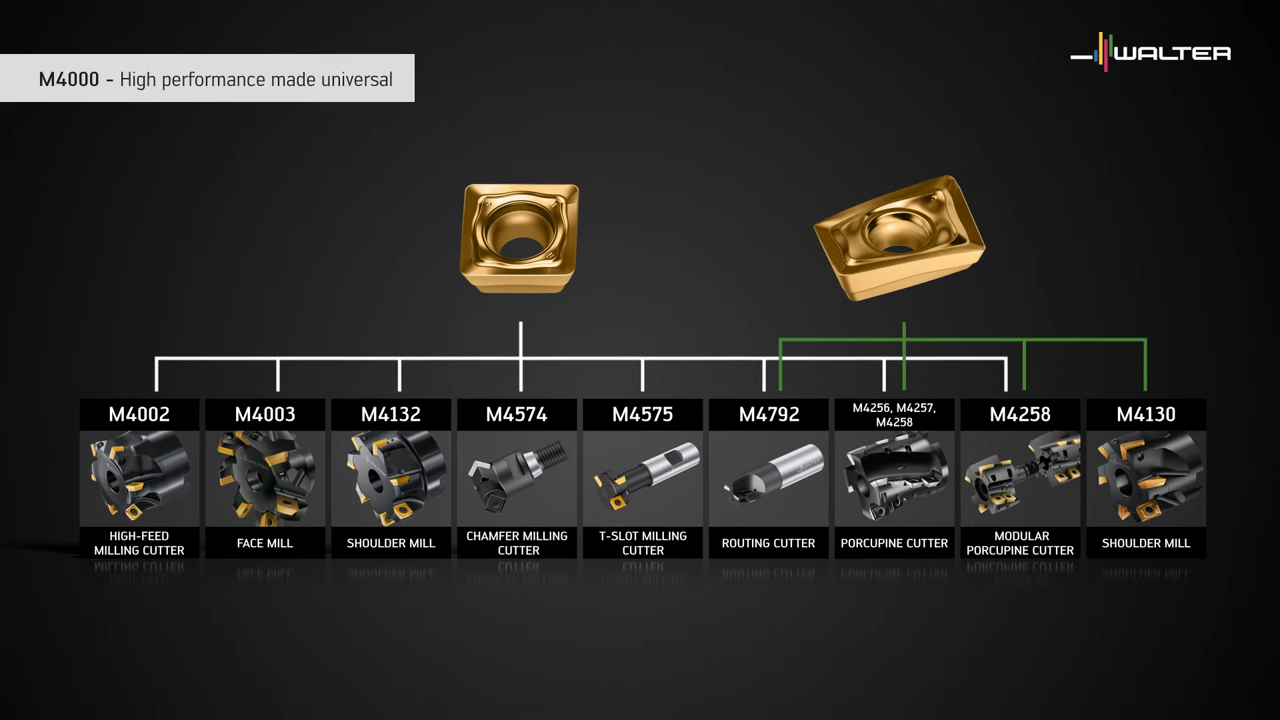 M4000 - High performance made universal
WALTER
M4002
M4003
M4132
M4574
M4575
M4792
M4256, M4257,
M4258
M4258
M4130
HIGH-FEED
MILLING CUTTER
FACE MILL
SHOULDER MILL
CHAMFER MILLING
CUTTER
T-SLOT MILLING
CUTTER
ROUTING CUTTER
PORCUPINE CUTTER
MODULAR
PORCUPINE CUTTER
SHOULDER MILL